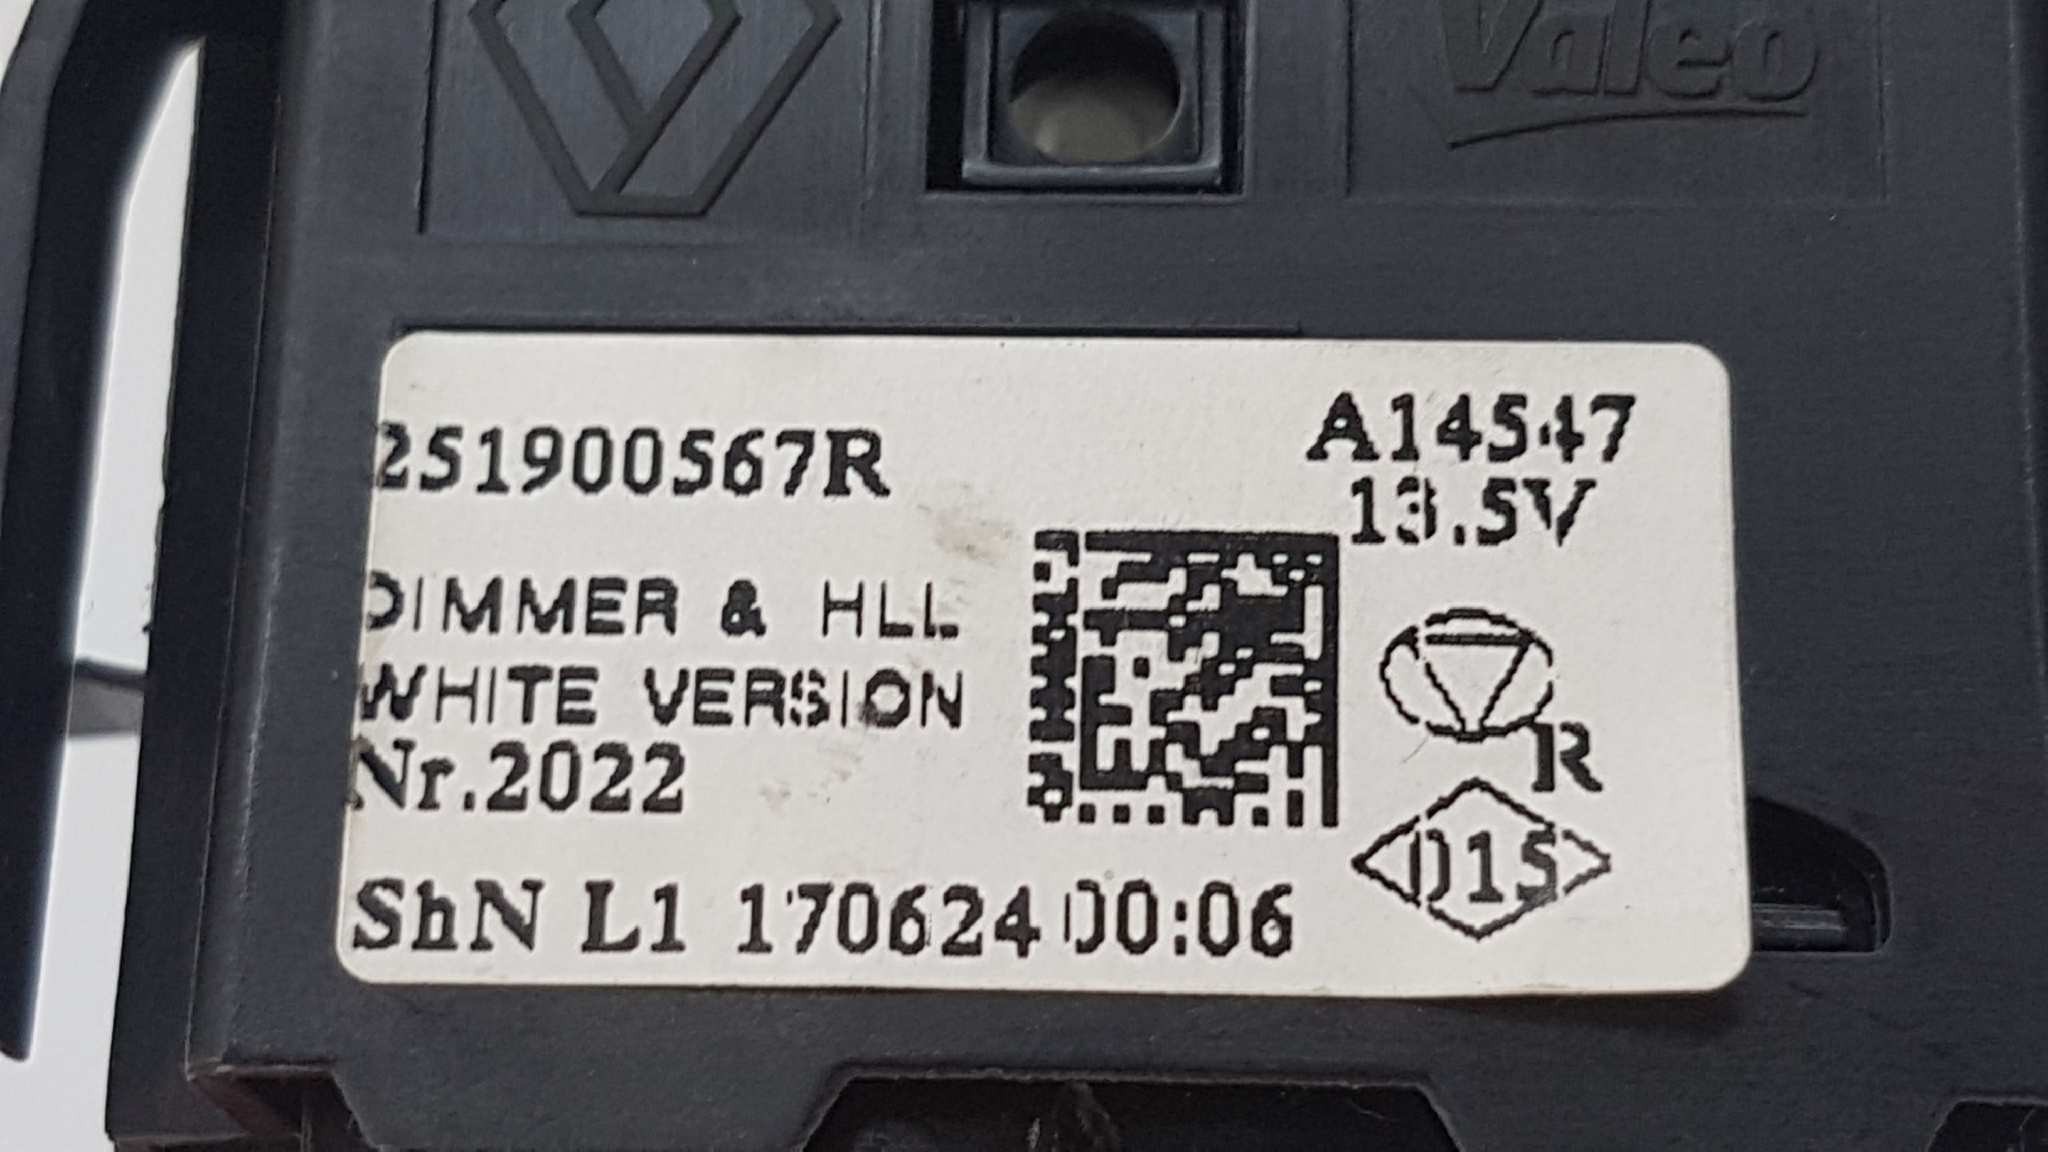 Valeo
251900567R
A14547
13.5V
DIMMER & HLL
WHITE VERSION
Nr.2022
R
015
ShN L1 170624 00:06